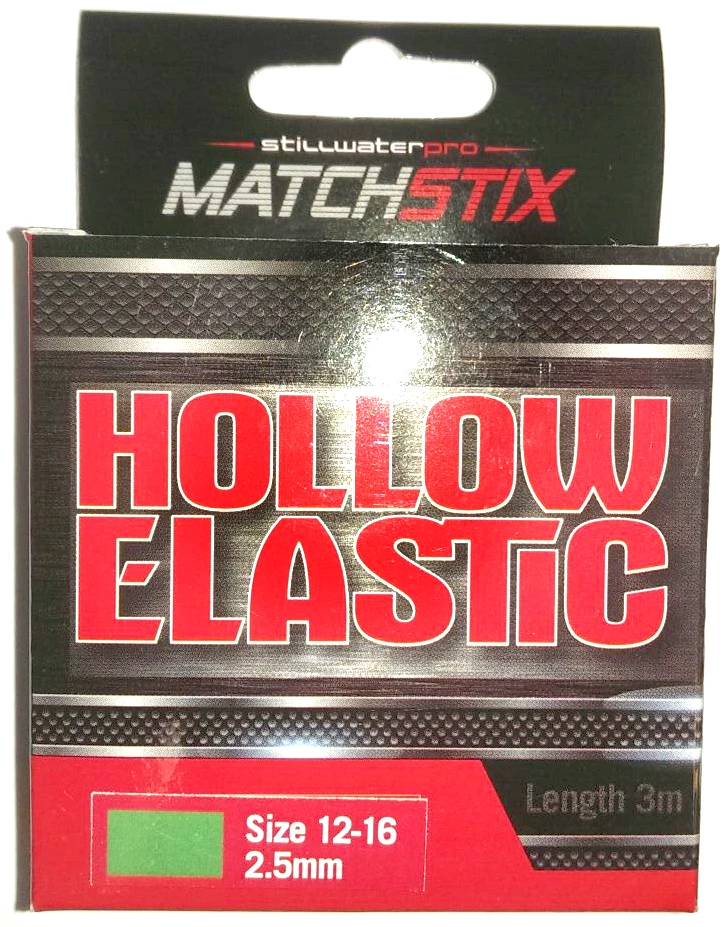 stillwaterpro
MATCHSTIX
HOLLOW
ELASTIC
Length 3m
Size 12-16
2.5mm